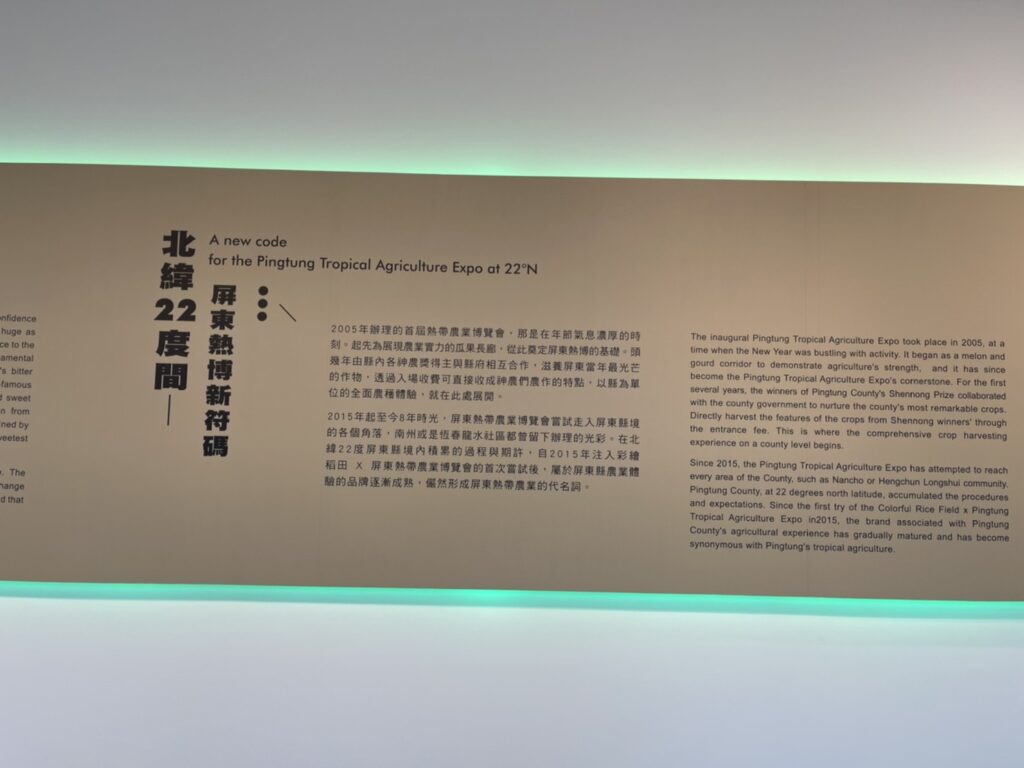 nfidence
huge as
ce to the
amental
's bitter
famous
d sweet
n from
ined by
weetest
. The
hange
d that
北緯22度間
屏東熱博新符碼
A new code
for the Pingtung Tropical Agriculture Expo at 22°N
2005年辦理的首屆熱帶農業博覽會，那是在年節氣息濃厚的時
刻。起先為展現農業實力的瓜果長廊，從此奠定屏東熱博的基礎。頭
幾年由縣內各神農獎得主與縣府相互合作，滋養屏東當年最光芒
的作物，透過入場收費可直接收成神農們農作的特點，以縣為單
位的全面農種體驗，就在此處展開。
2015年起至今8年時光，屏東熱帶農業博覽會嘗試走入屏東縣境
的各個角落，南州或是恆春龍水社區都曾留下辦理的光彩。在北
緯22度屏東縣境內積累的過程與期許，自2015年注入彩繪
稻田 X 屏東熱帶農業博覽會的首次嘗試後，屬於屏東縣農業體
驗的品牌逐漸成熟，儼然形成屏東熱帶農業的代名詞。
The inaugural Pingtung Tropical Agriculture Expo took place in 2005, at a
time when the New Year was bustling with activity. It began as a melon and
gourd corridor to demonstrate agriculture's strength, and it has since
become the Pingtung Tropical Agriculture Expo's cornerstone. For the first
several years, the winners of Pingtung County's Shennong Prize collaborated
with the county government to nurture the county's most remarkable crops.
Directly harvest the features of the crops from Shennong winners' through
the entrance fee. This is where the comprehensive crop harvesting
experience on a county level begins.
Since 2015, the Pingtung Tropical Agriculture Expo has attempted to reach
every area of the County, such as Nancho or Hengchun Longshui community.
Pingtung County, at 22 degrees north latitude, accumulated the procedures
and expectations. Since the first try of the Colorful Rice Field x Pingtung
Tropical Agriculture Expo in2015, the brand associated with Pingtung
County's agricultural experience has gradually matured and has become
synonymous with Pingtung's tropical agriculture.